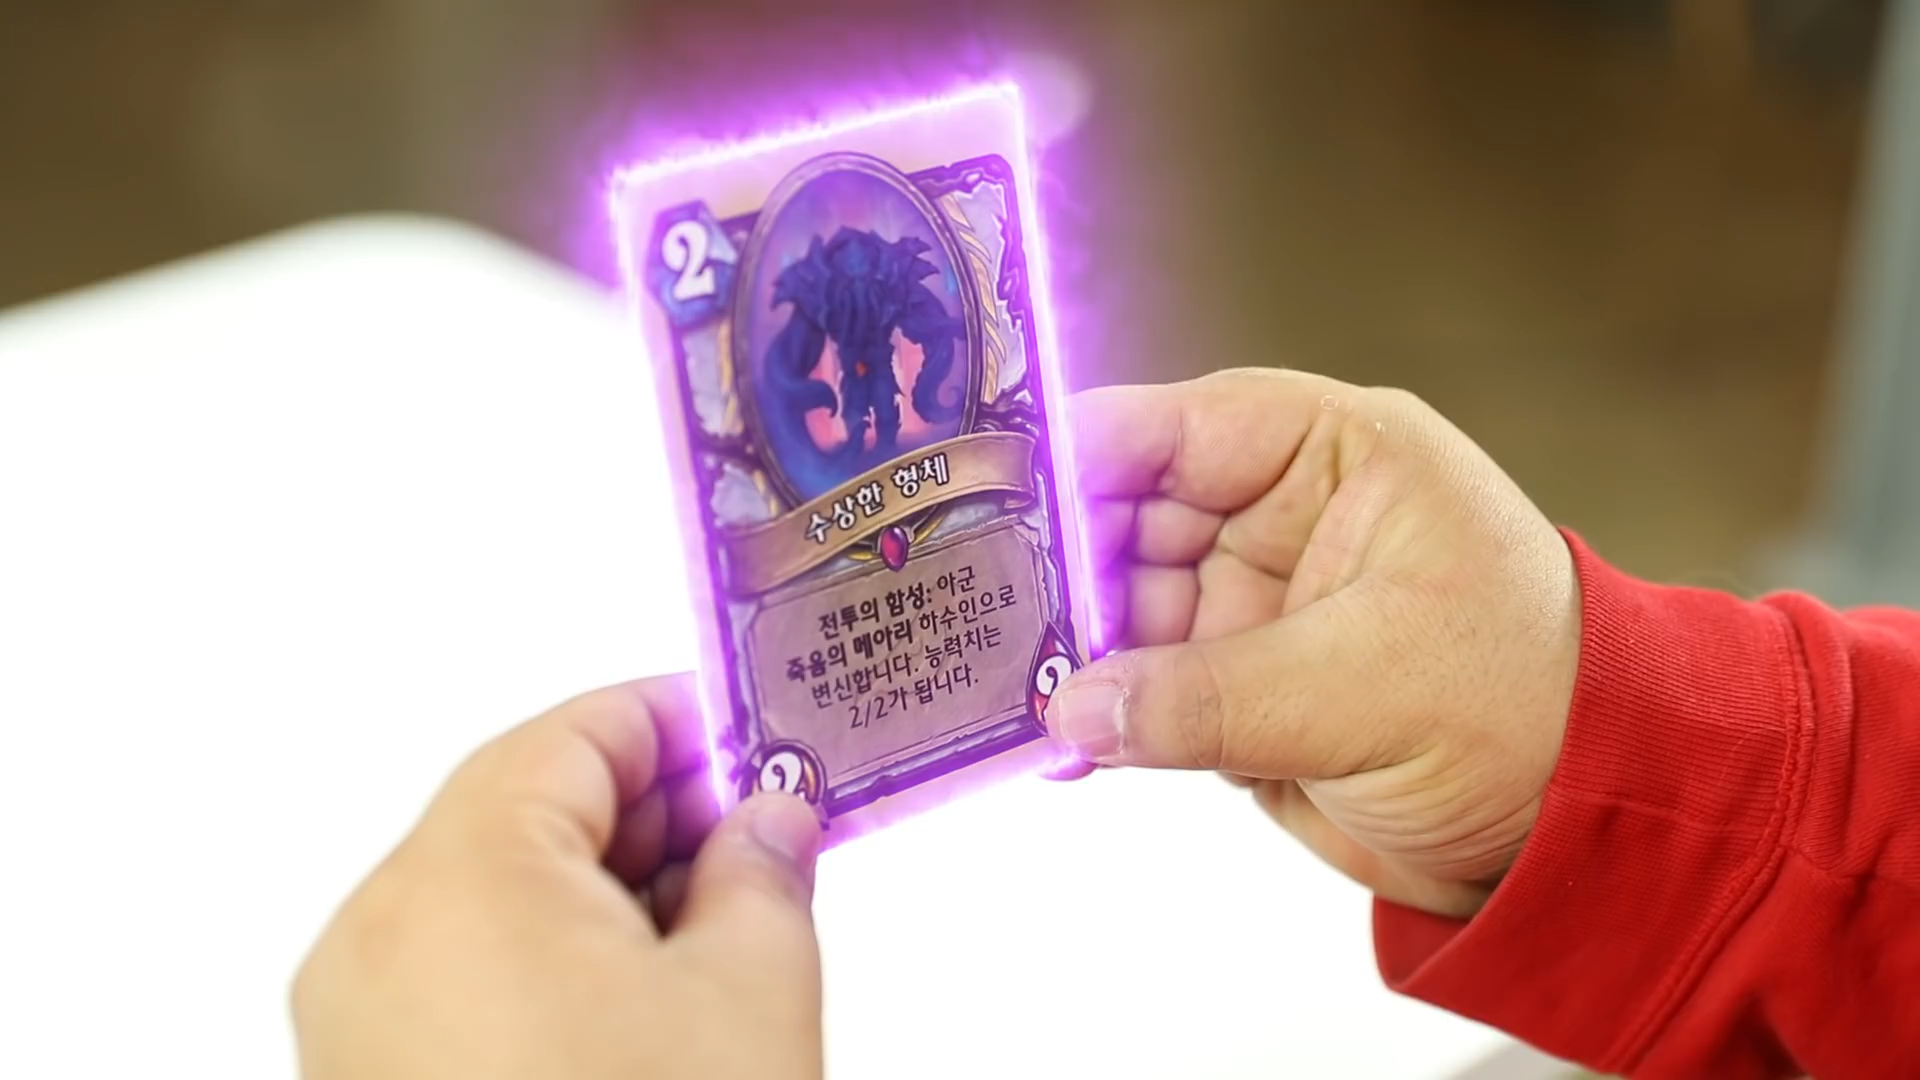 2
수상한 형체
전투의 함성: 아군
죽음의 메아리 하수인으로
변신합니다. 능력치는
2/2가 됩니다.
2
2